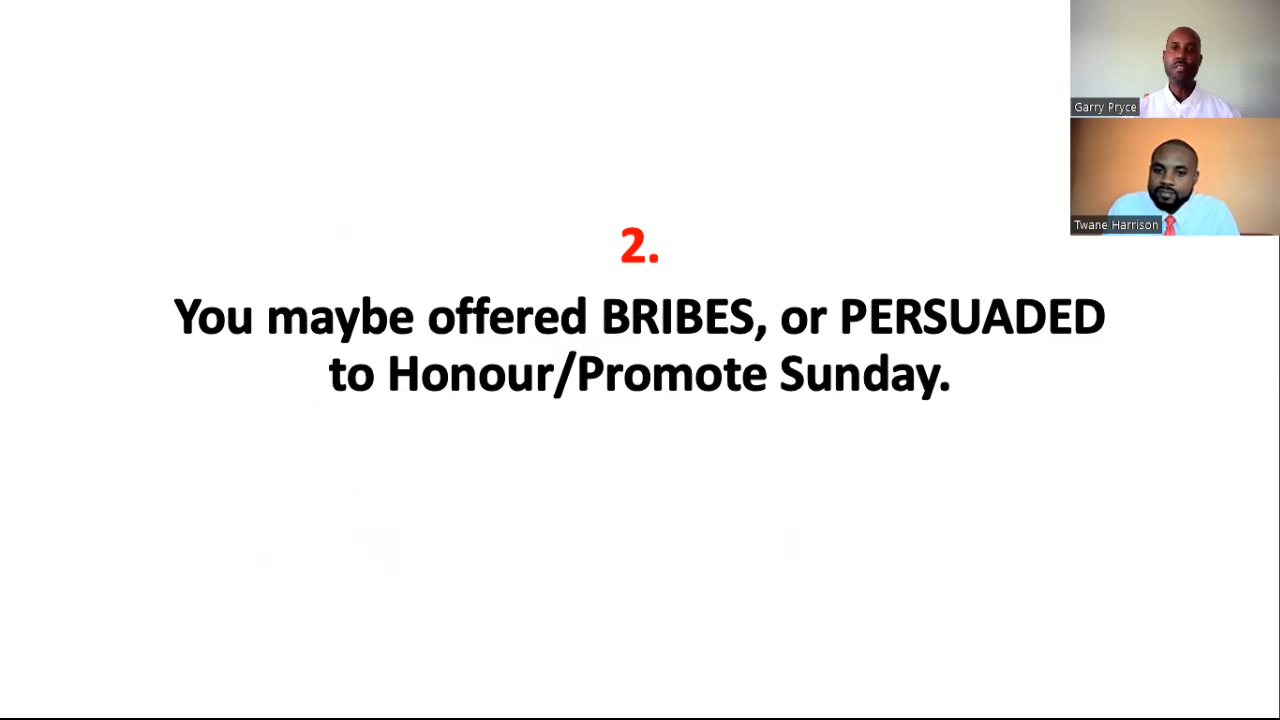 Garry Pryce
Twane Harrison
2.
You maybe offered BRIBES, or PERSUADED
to Honour/Promote Sunday.